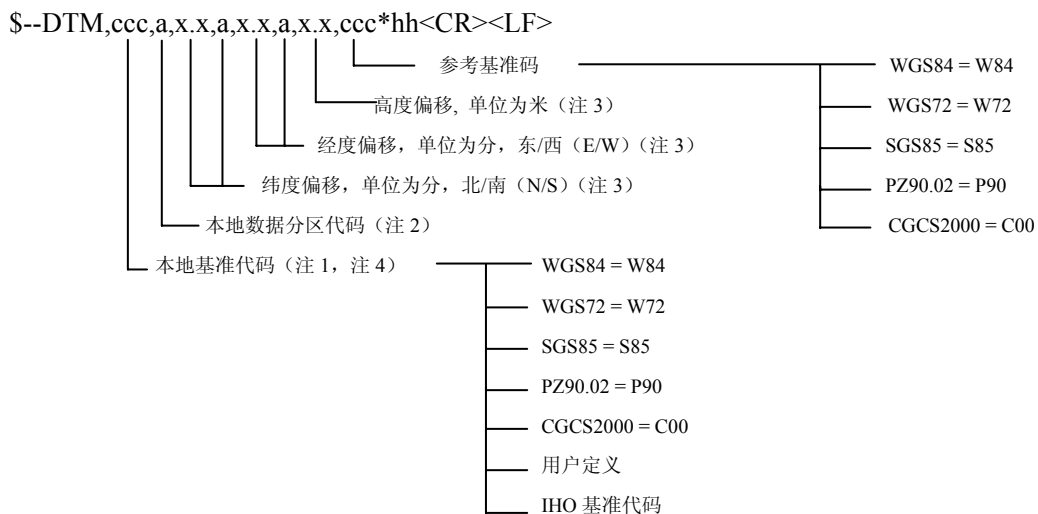 $--DTM,ccc,a,x.x,a,x.x,a,x.x,ccc*hh<CR><LF>
参考基准码
高度偏移, 单位为米（注 3）
经度偏移，单位为分，东/西（E/W）（注 3）
纬度偏移，单位为分，北/南（N/S）（注 3）
本地数据分区代码（注 2）
本地基准代码（注 1，注 4）
WGS84 = W84
WGS72 = W72
SGS85 = S85
PZ90.02 = P90
CGCS2000 = C00
WGS84 = W84
WGS72 = W72
SGS85 = S85
PZ90.02 = P90
CGCS2000 = C00
用户定义
IHO 基准代码